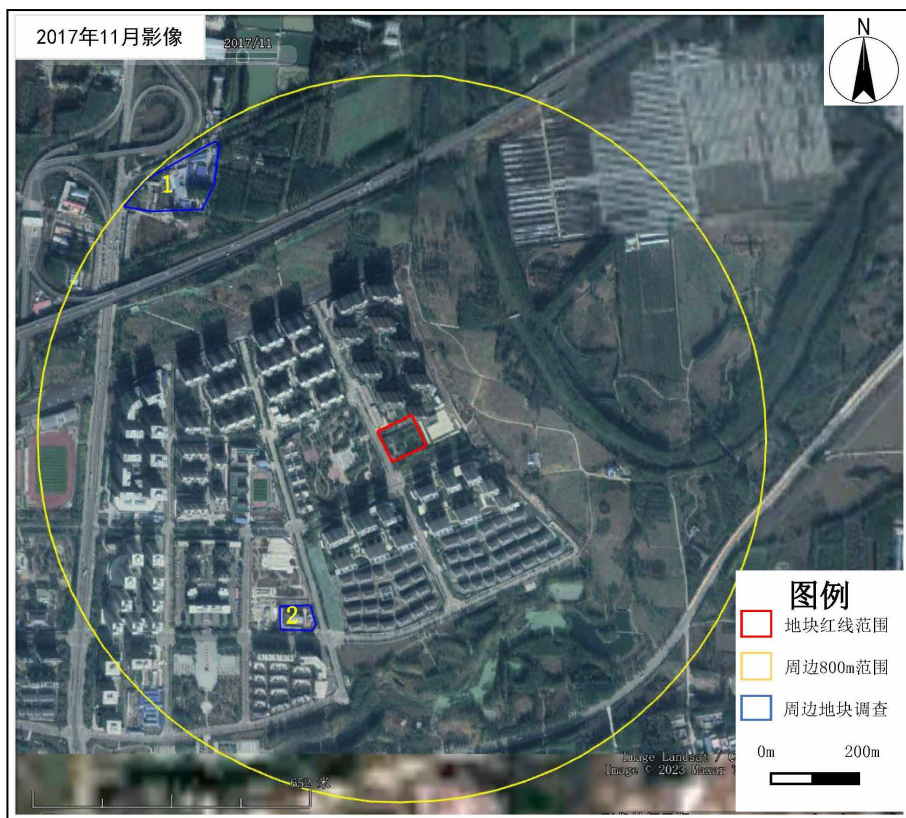 2017年11月影像
2017/11
N
1
2
图例
地块红线范围
周边800m范围
周边地块调查
0m 200m
Image Landsat / C
Image © 2023 Maxar T
652 米